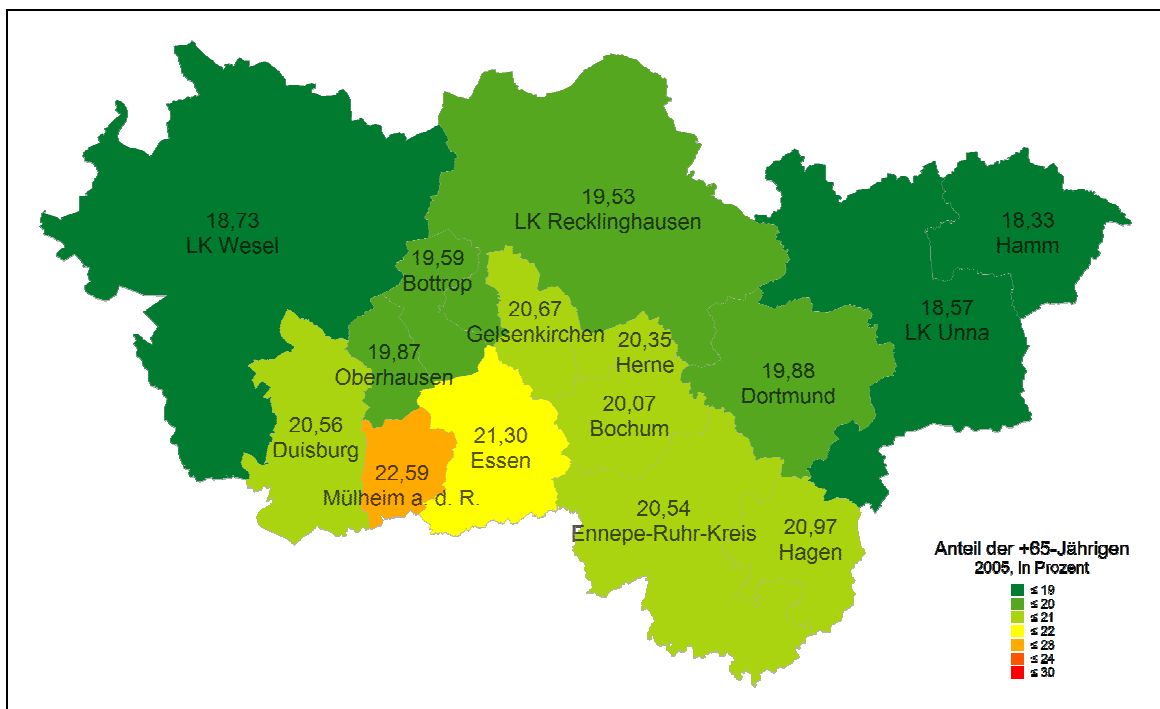 18,73
LK Wesel
19,53
LK Recklinghausen
18,33
Hamm
19,59
Bottrop
20,67
Gelsenkirchen
18,57
LK Unna
19,87
Oberhausen
20,35
Herne
19,88
Dortmund
20,56
Duisburg
20,07
Bochum
21,30
Essen
22,59
Mülheim a. d. R.
20,54
Ennepe-Ruhr-Kreis
20,97
Hagen
Anteil der +65-Jährigen
2005, in Prozent
≤ 19
≤ 20
≤ 21
≤ 22
≤ 23
≤ 24
≤ 30